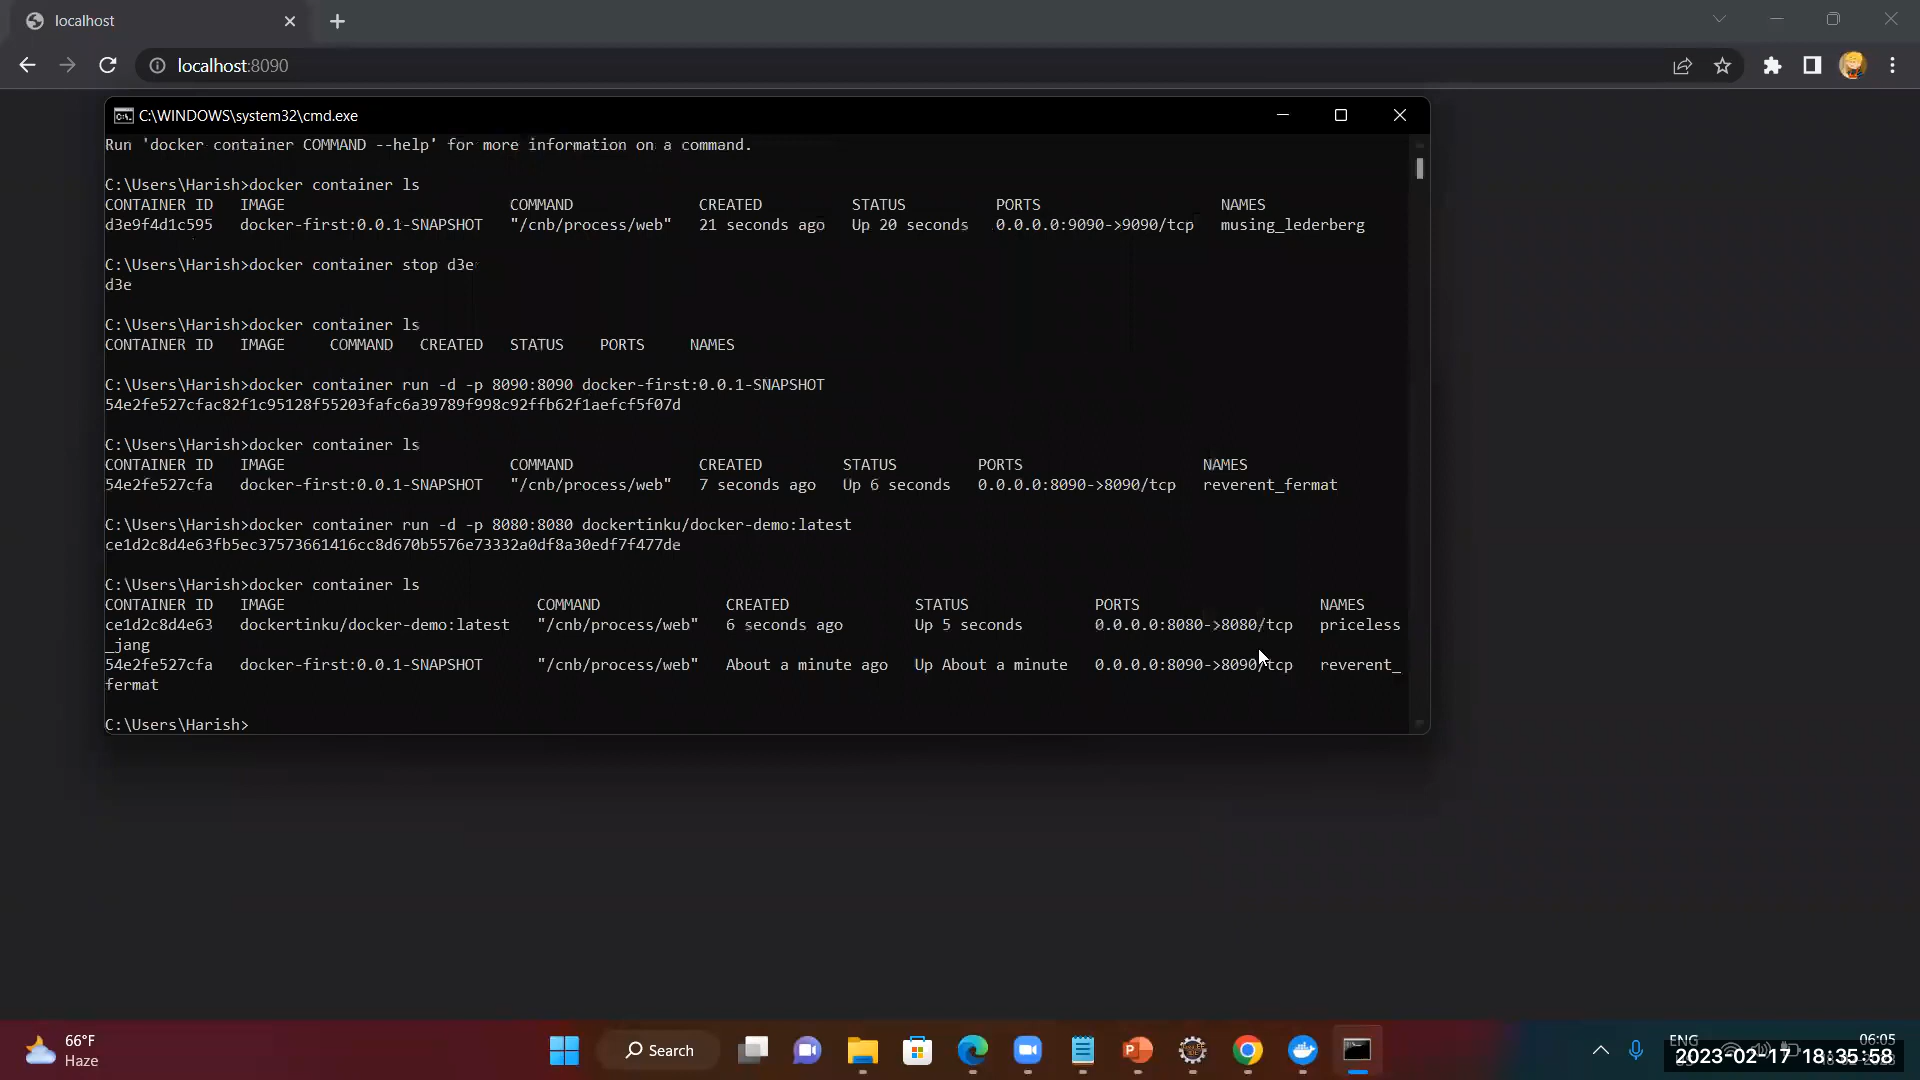 localhost
localhost:8090
C:\WINDOWS\system32\cmd.exe
Run 'docker container COMMAND --help' for more information on a command.
C:\Users\Harish>docker container ls
CONTAINER ID IMAGE COMMAND CREATED STATUS PORTS NAMES
d3e9f4d1c595 docker-first:0.0.1-SNAPSHOT "/cnb/process/web" 21 seconds ago Up 20 seconds 0.0.0.0:9090->9090/tcp musing_lederberg
C:\Users\Harish>docker container stop d3e
d3e
C:\Users\Harish>docker container ls
CONTAINER ID IMAGE COMMAND CREATED STATUS PORTS NAMES
C:\Users\Harish>docker container run -d -p 8090:8090 docker-first:0.0.1-SNAPSHOT
54e2fe527cfac82f1c95128f55203fafc6a39789f998c92ffb62f1aefcf5f07d
C:\Users\Harish>docker container ls
CONTAINER ID IMAGE COMMAND CREATED STATUS PORTS NAMES
54e2fe527cfa docker-first:0.0.1-SNAPSHOT "/cnb/process/web" 7 seconds ago Up 6 seconds 0.0.0.0:8090->8090/tcp reverent_fermat
C:\Users\Harish>docker container run -d -p 8080:8080 dockertinku/docker-demo:latest
ce1d2c8d4e63fb5ec37573661416cc8d670b5576e73332a0df8a30edf7f477de
C:\Users\Harish>docker container ls
CONTAINER ID IMAGE COMMAND CREATED STATUS PORTS NAMES
ce1d2c8d4e63 dockertinku/docker-demo:latest "/cnb/process/web" 6 seconds ago Up 5 seconds 0.0.0.0:8080->8080/tcp priceless
_jang
54e2fe527cfa docker-first:0.0.1-SNAPSHOT "/cnb/process/web" About a minute ago Up About a minute 0.0.0.0:8090->8090/tcp reverent_
fermat
C:\Users\Harish>
66°F
Haze
Search
ENG
06:05
2023-02-17 18:35:58